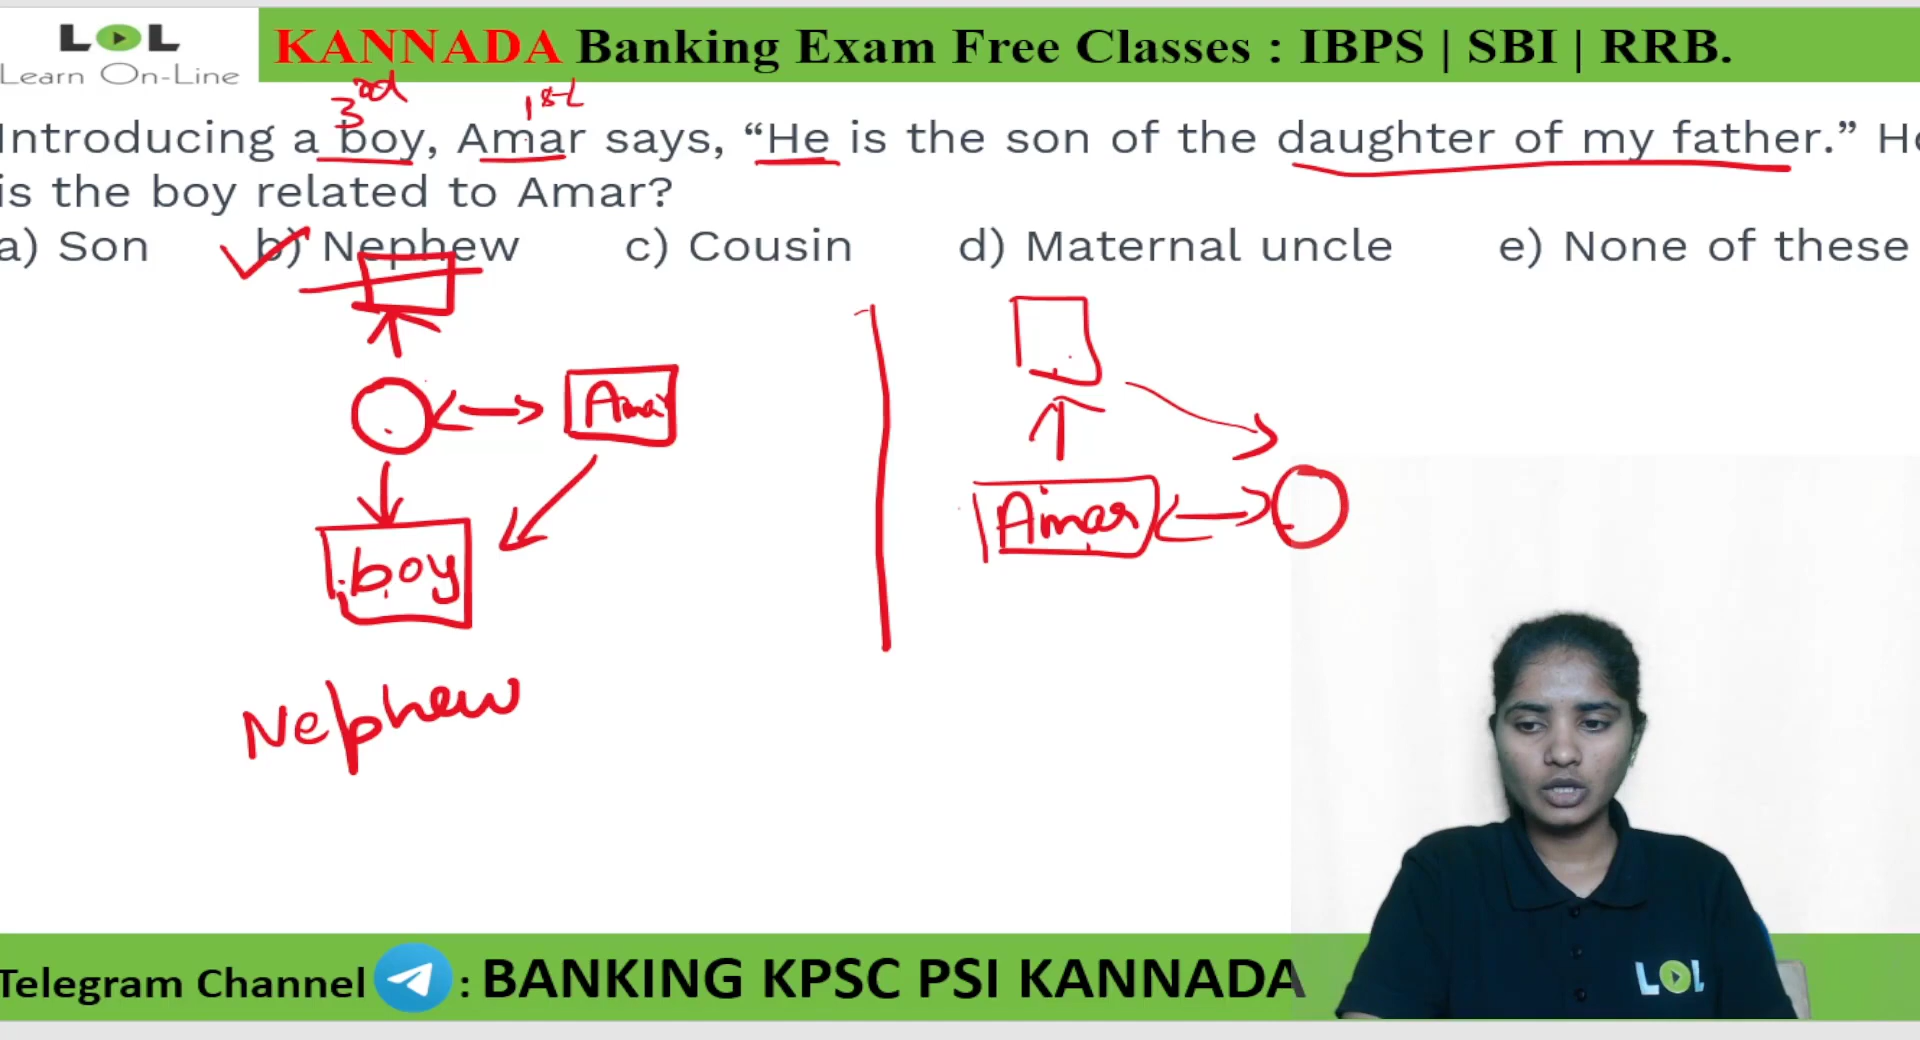 LOL
Learn On-Line
KANNADA Banking Exam Free Classes : IBPS | SBI | RRB.
3rd
1st
Introducing a boy, Amar says, “He is the son of the daughter of my father.”
is the boy related to Amar?
a) Son b) Nephew c) Cousin d) Maternal uncle e) None of these
Amar
Amar
boy
Nephew
LOL
Telegram Channel : BANKING KPSC PSI KANNADA